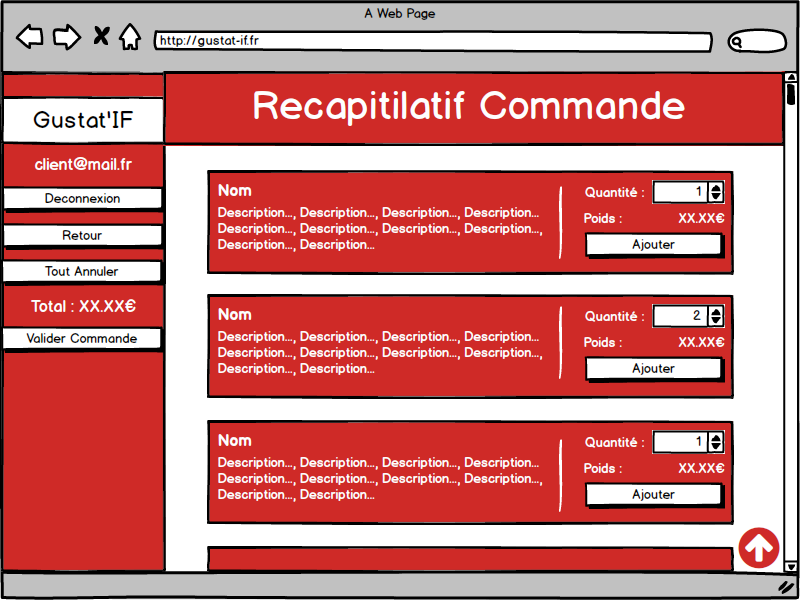 A Web Page
http://gustat-if.fr
Gustat'IF
Recapitilatif Commande
client@mail.fr
Deconnexion
Retour
Tout Annuler
Total : XX.XX€
Valider Commande
Nom
Description..., Description..., Description..., Description...
Description..., Description..., Description..., Description...,
Description..., Description...
Quantité : 1
Poids : XX.XX€
Ajouter
Nom
Description..., Description..., Description..., Description...
Description..., Description..., Description..., Description...,
Description..., Description...
Quantité : 2
Poids : XX.XX€
Ajouter
Nom
Description..., Description..., Description..., Description...
Description..., Description..., Description..., Description...,
Description..., Description...
Quantité : 1
Poids : XX.XX€
Ajouter